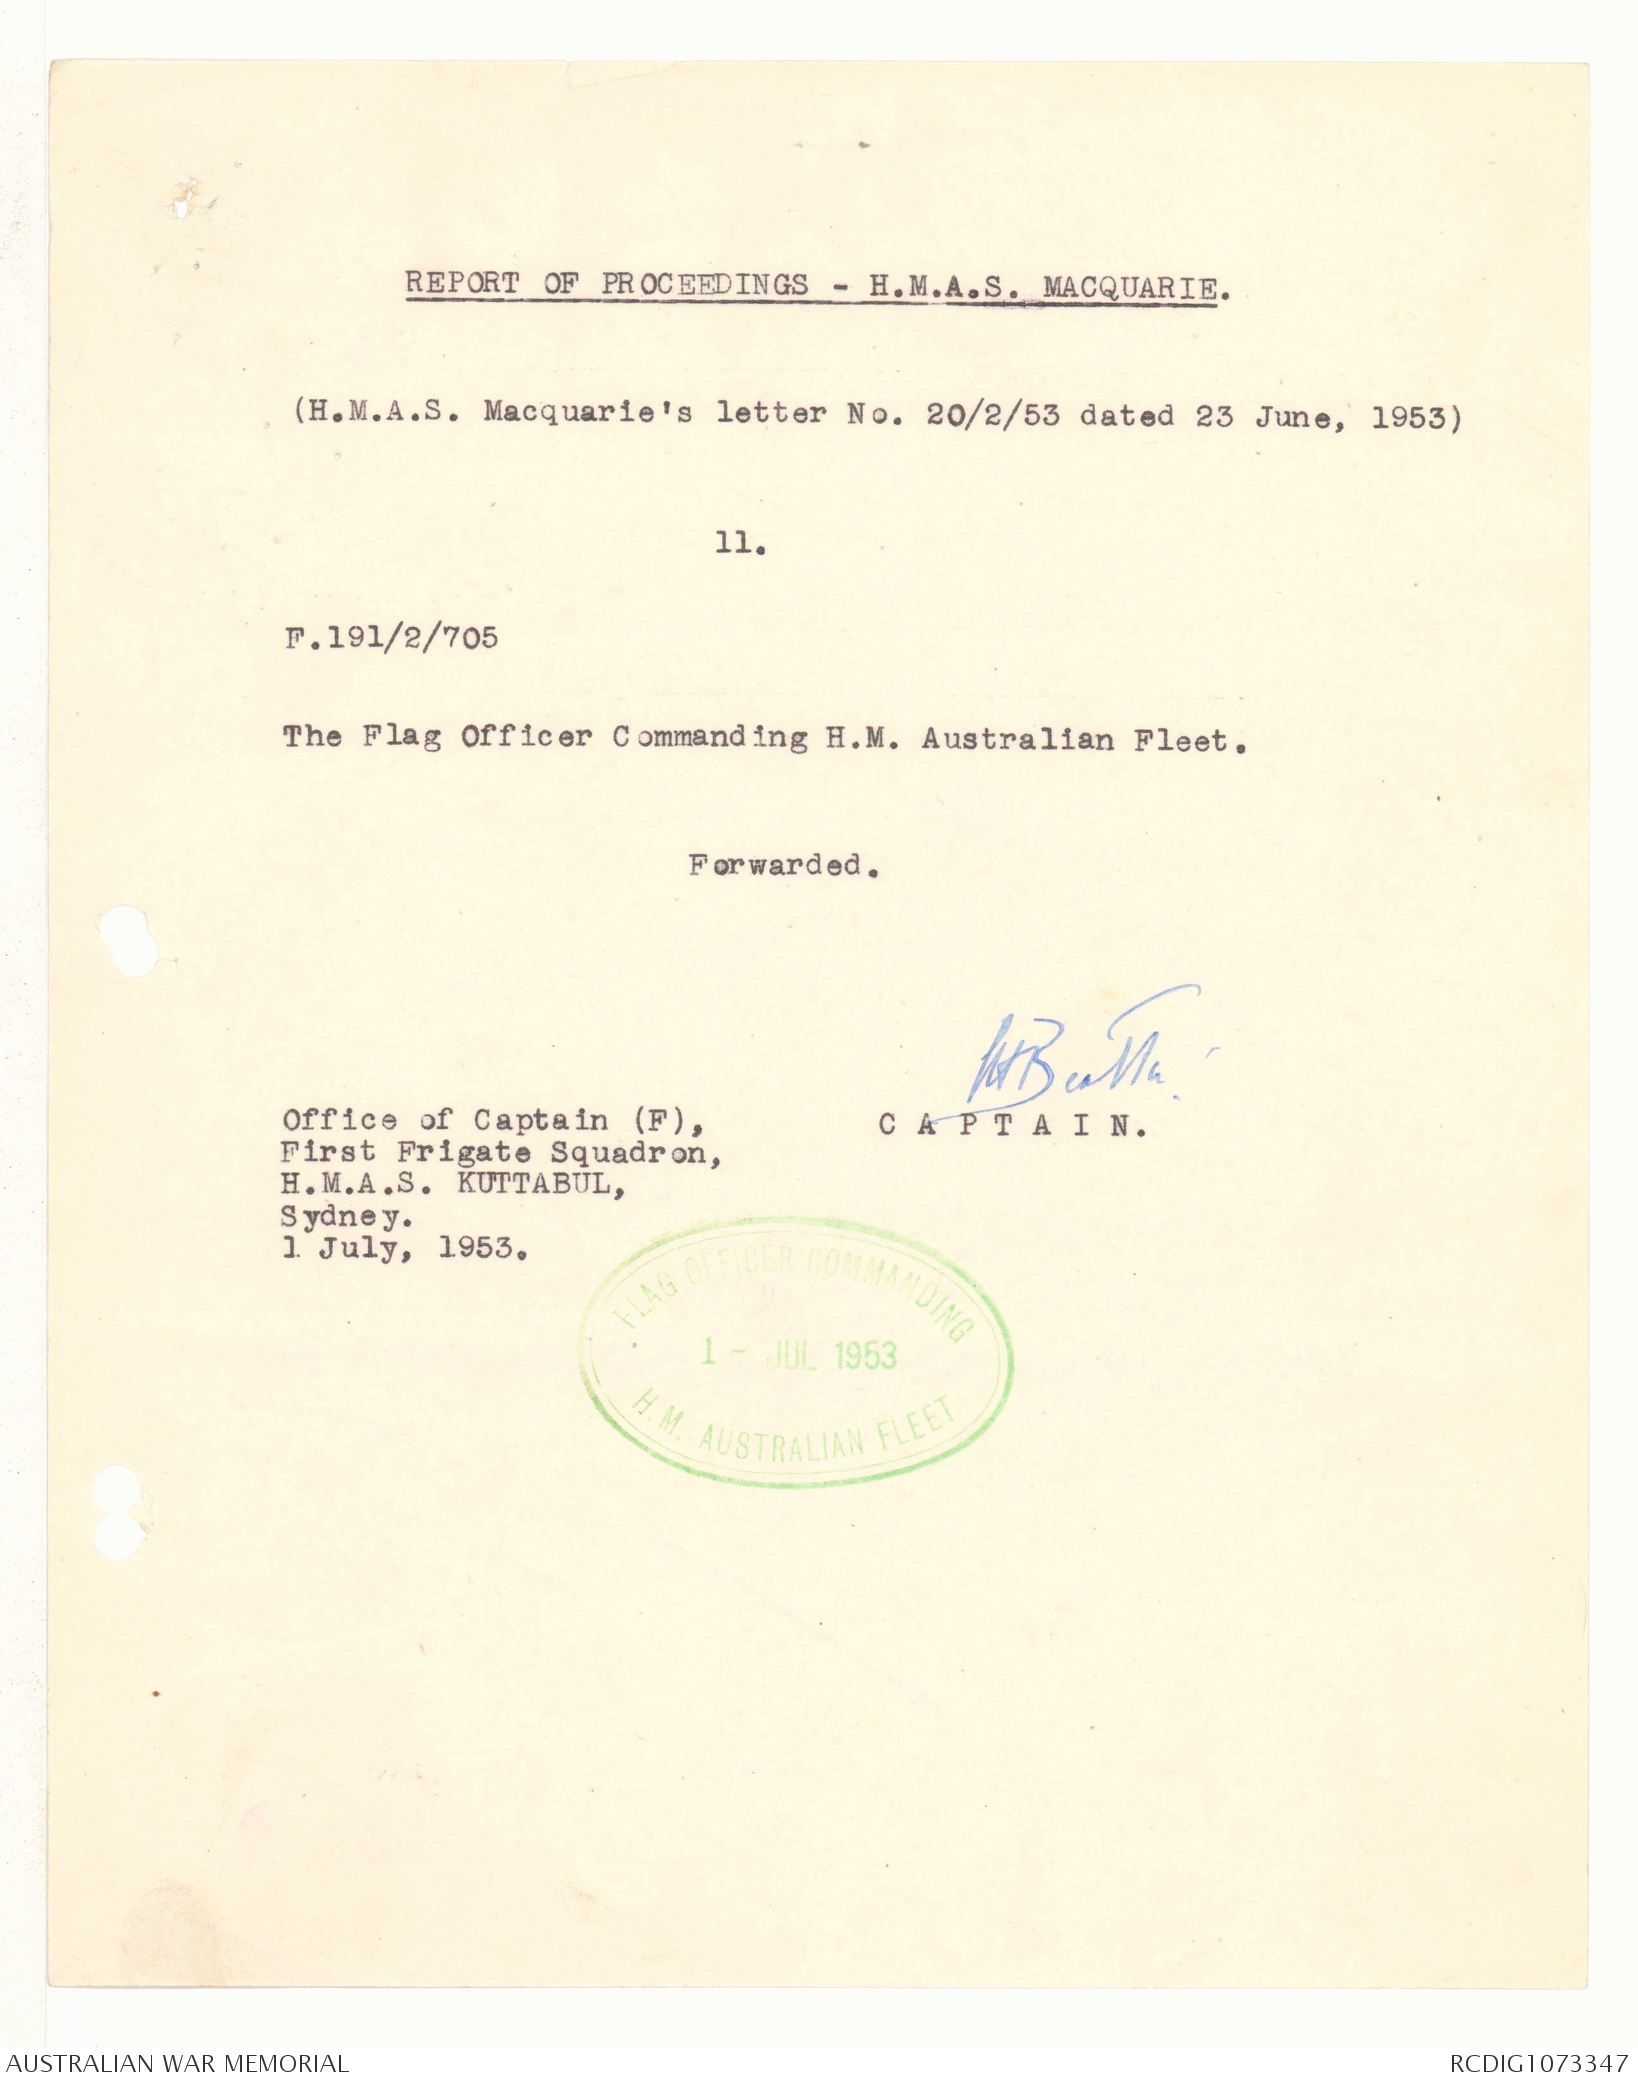 REPORT OF PROCEEDINGS - H.M.A.S. MACQUARIE.
(H.M.A.S. Macquarie's letter No. 20/2/53 dated 23 June, 1953)
11.
F.191/2/705
The Flag Officer Commanding H.M. Australian Fleet.
Forwarded.
Office of Captain (F),
C A P T A I N.
First Frigate Squadron,
H.M.A.S. KUTTABUL,
Sydney.
1 July, 1953.
FLAG OFFICER COMMANDING
1 - JUL 1953
H.M. AUSTRALIAN FLEET
AUSTRALIAN WAR MEMORIAL
RCDIG1073347